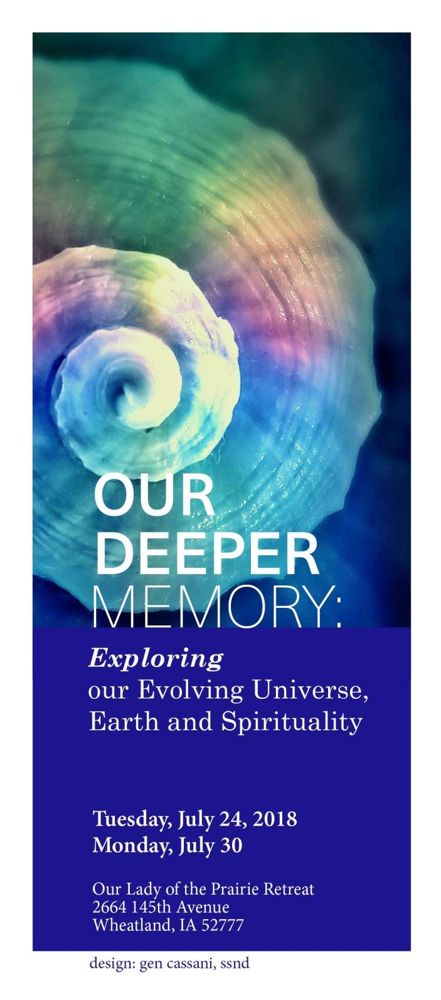 OUR
DEEPER
MEMORY:
Exploring
our Evolving Universe,
Earth and Spirituality
Tuesday, July 24, 2018
Monday, July 30
Our Lady of the Prairie Retreat
2664 145th Avenue
Wheatland, IA 52777
design: gen cassani, ssnd